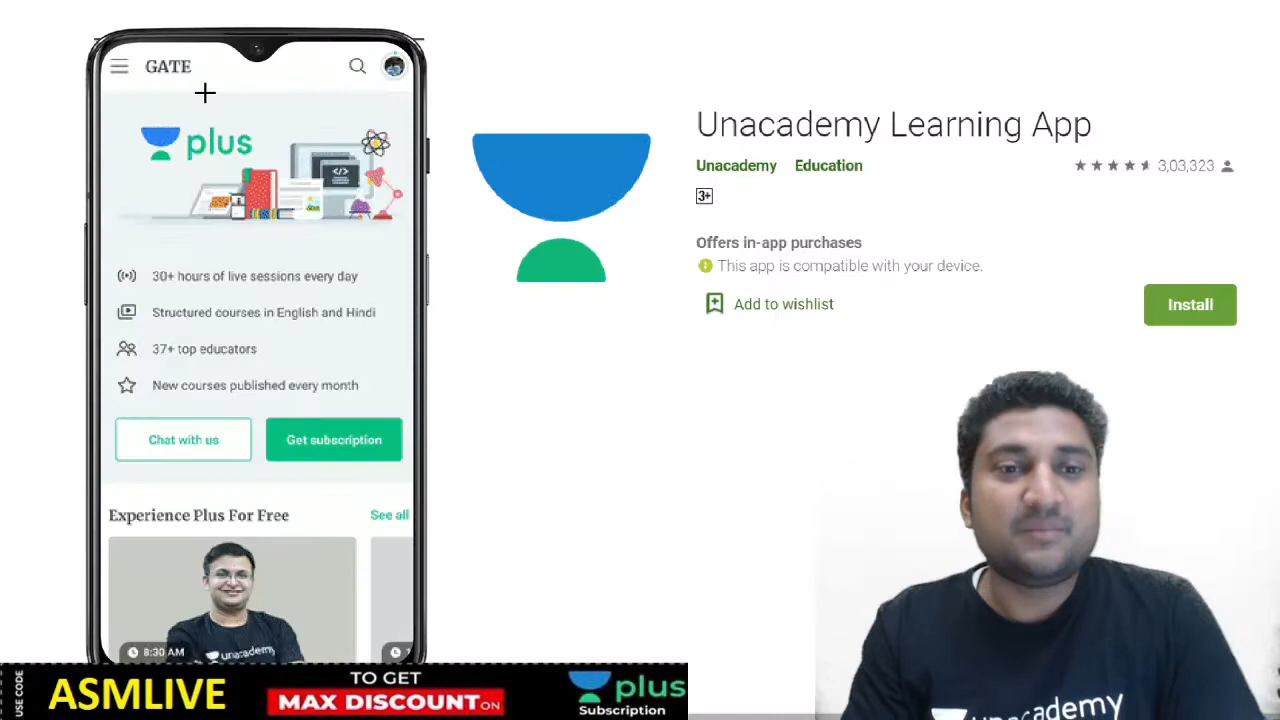 GATE
plus
30+ hours of live sessions every day
Structured courses in English and Hindi
37+ top educators
New courses published every month
Chat with us
Get subscription
Experience Plus For Free
See all
8:30 AM
unacademy
Unacademy Learning App
Unacademy Education
3,03,323
3+
Offers in-app purchases
This app is compatible with your device.
Add to wishlist
Install
unacademy
USE CODE
ASMLIVE
TO GET
MAX DISCOUNT ON
plus
Subscription